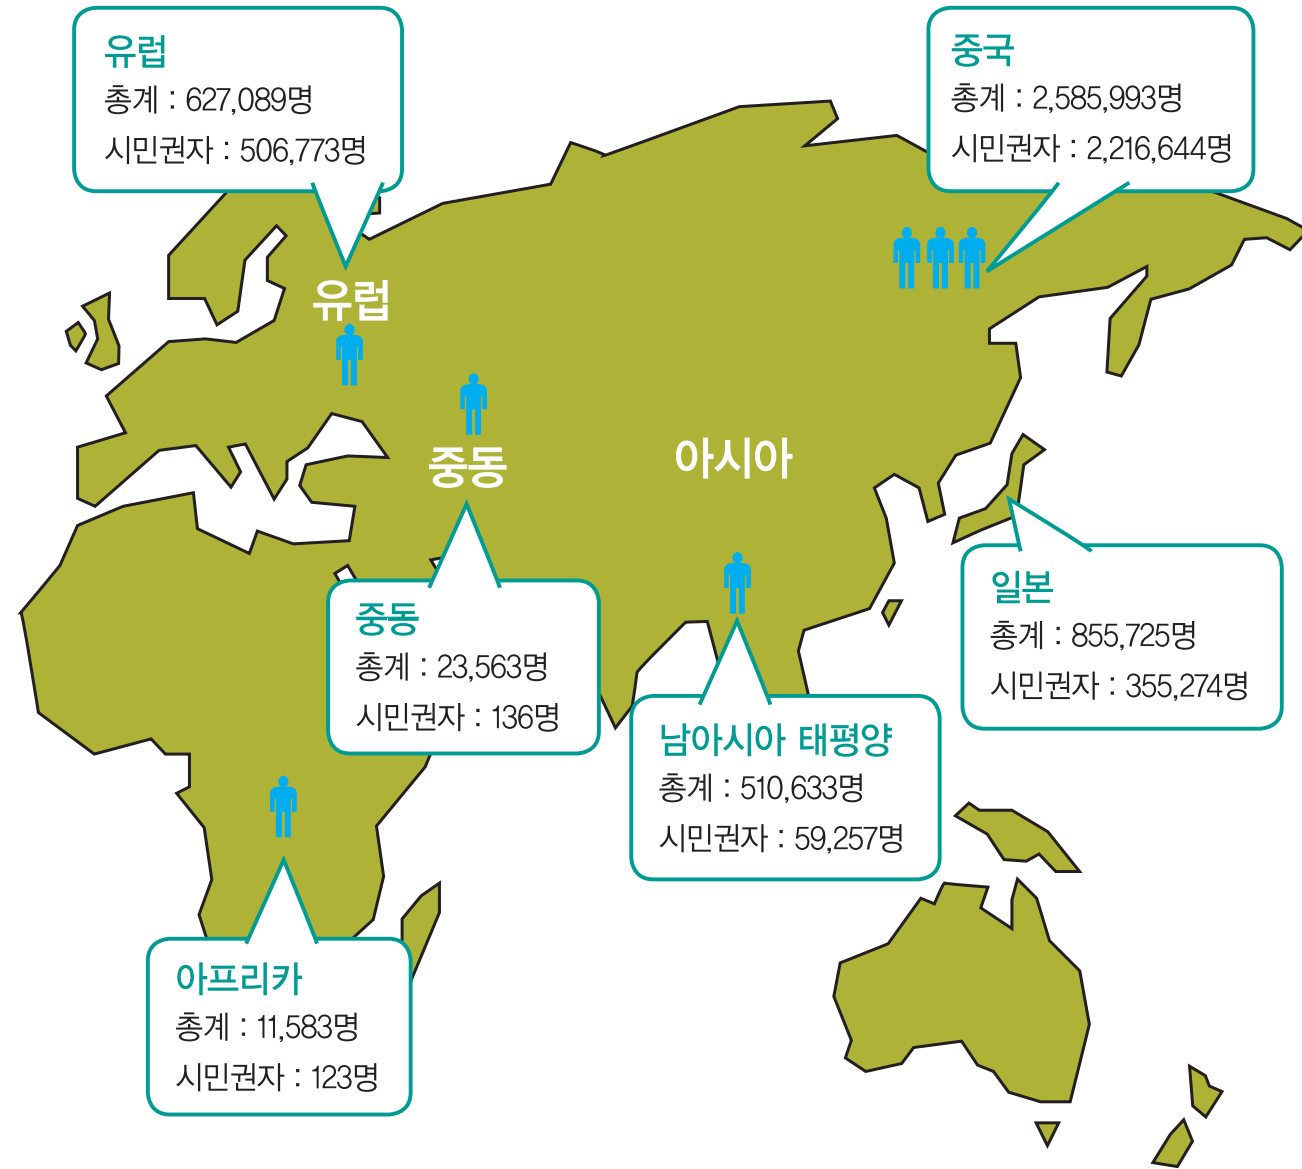 유럽
총계 : 627,089명
시민권자 : 506,773명
중국
총계 : 2,585,993명
시민권자 : 2,216,644명
유럽
중동
아시아
중동
총계 : 23,563명
시민권자 : 136명
일본
총계 : 855,725명
시민권자 : 355,274명
남아시아 태평양
총계 : 510,633명
시민권자 : 59,257명
아프리카
총계 : 11,583명
시민권자 : 123명